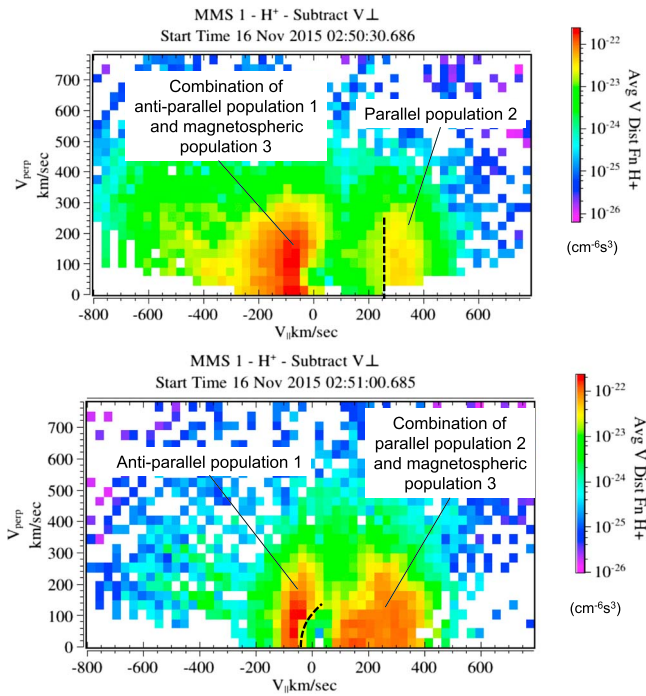 MMS 1 - H⁺ - Subtract V⊥
Start Time 16 Nov 2015 02:50:30.686
Combination of
anti-parallel population 1
and magnetospheric
population 3
Parallel population 2
700
600
500
400
300
200
100
0
V_perp
km/sec
-800 -600 -400 -200 0 200 400 600
V_||km/sec
10⁻²²
10⁻²³
10⁻²⁴
10⁻²⁵
10⁻²⁶
Avg V Dist Fn H+
(cm⁻⁶s³)
MMS 1 - H⁺ - Subtract V⊥
Start Time 16 Nov 2015 02:51:00.685
Anti-parallel population 1
Combination of
parallel population 2
and magnetospheric
population 3
700
600
500
400
300
200
100
0
V_perp
km/sec
-800 -600 -400 -200 0 200 400 600
V_||km/sec
10⁻²²
10⁻²³
10⁻²⁴
10⁻²⁵
10⁻²⁶
Avg V Dist Fn H+
(cm⁻⁶s³)